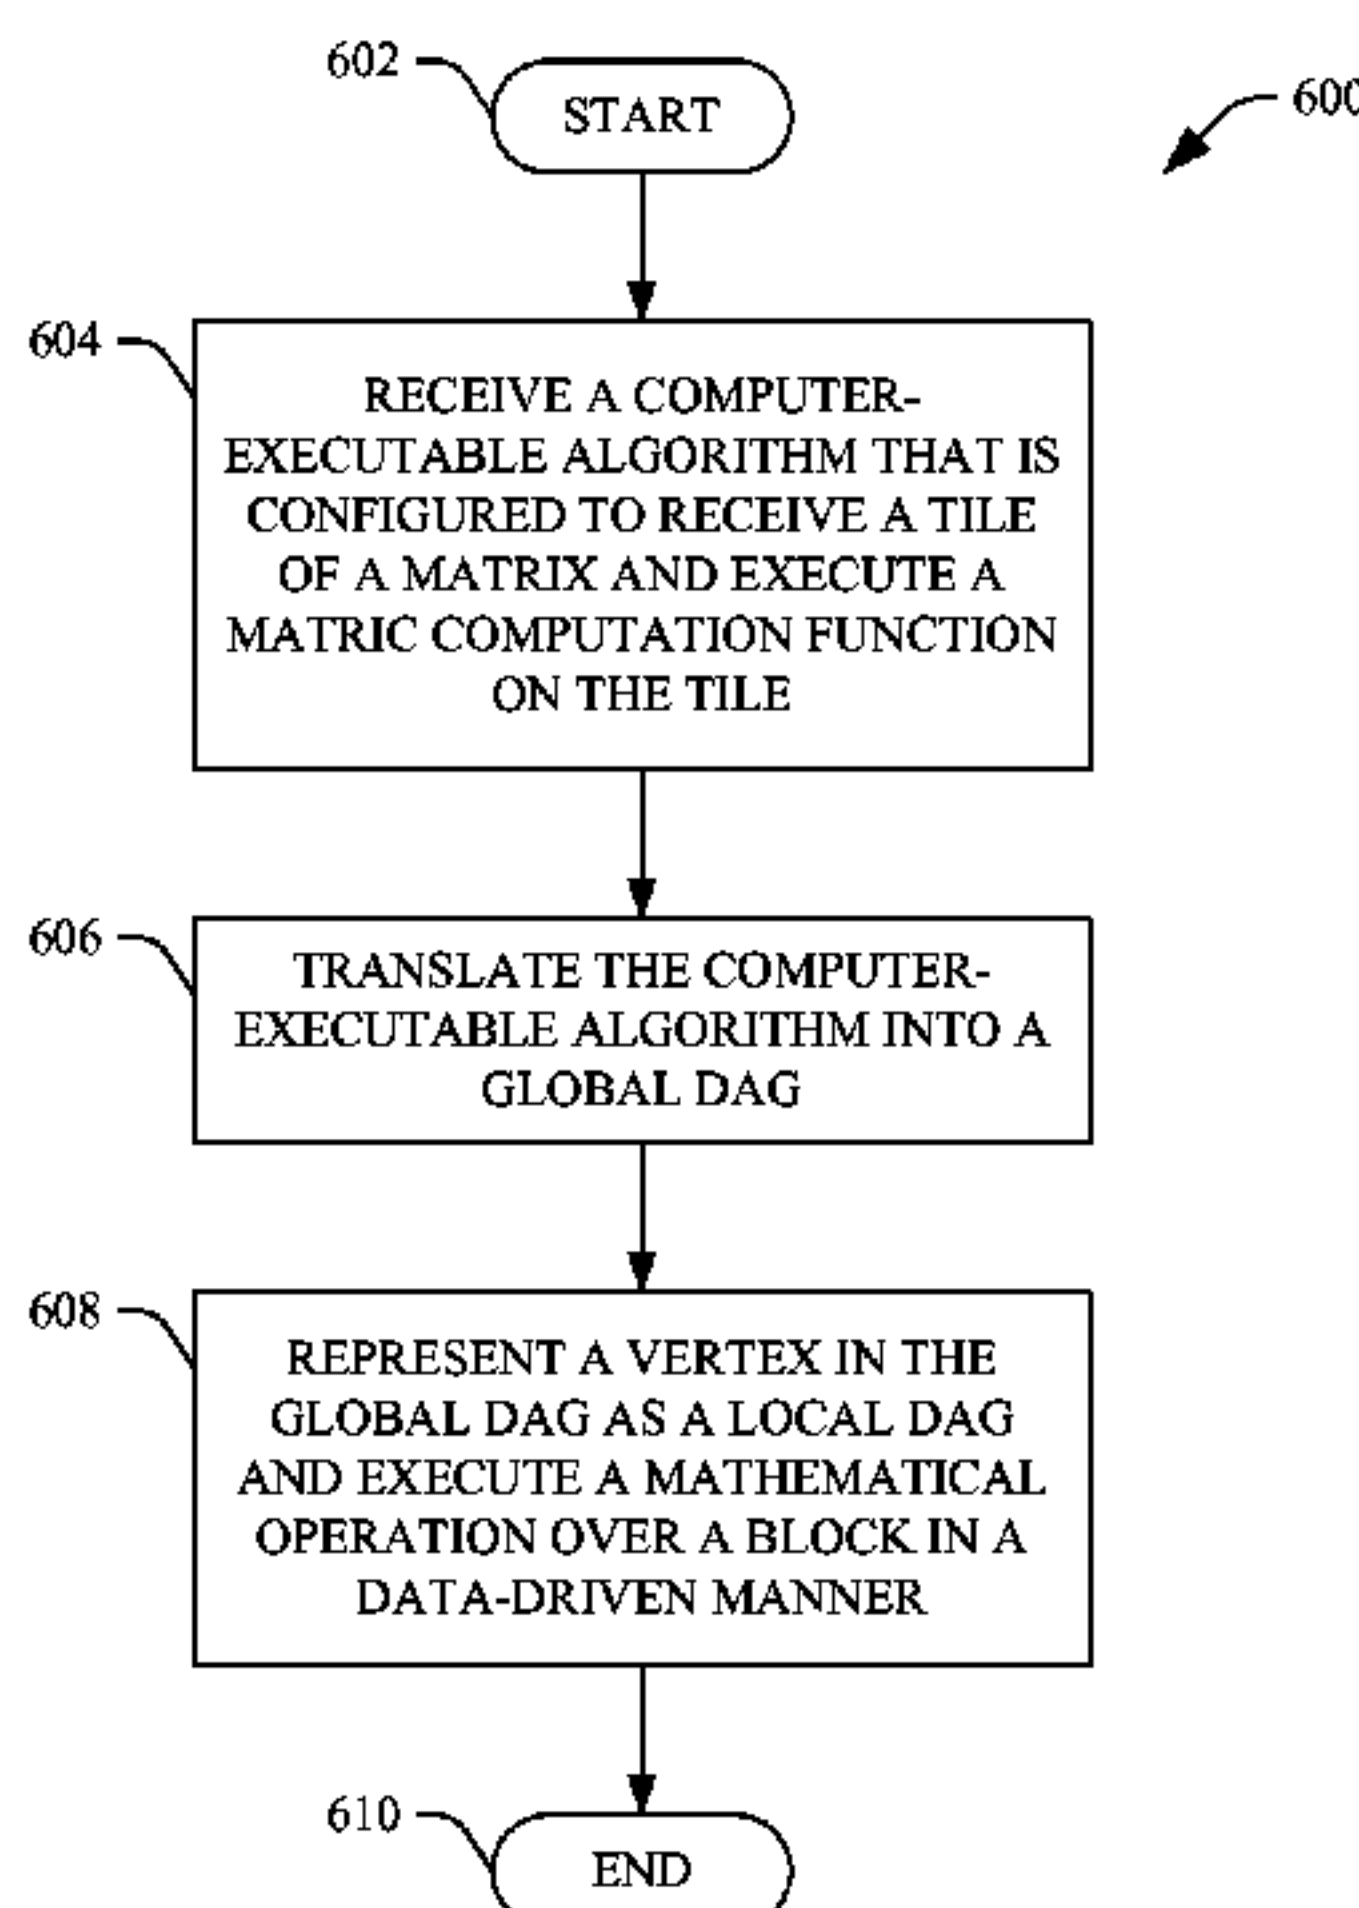 602
START
600
604
RECEIVE A COMPUTER-
EXECUTABLE ALGORITHM THAT IS
CONFIGURED TO RECEIVE A TILE
OF A MATRIX AND EXECUTE A
MATRIC COMPUTATION FUNCTION
ON THE TILE
606
TRANSLATE THE COMPUTER-
EXECUTABLE ALGORITHM INTO A
GLOBAL DAG
608
REPRESENT A VERTEX IN THE
GLOBAL DAG AS A LOCAL DAG
AND EXECUTE A MATHEMATICAL
OPERATION OVER A BLOCK IN A
DATA-DRIVEN MANNER
610
END